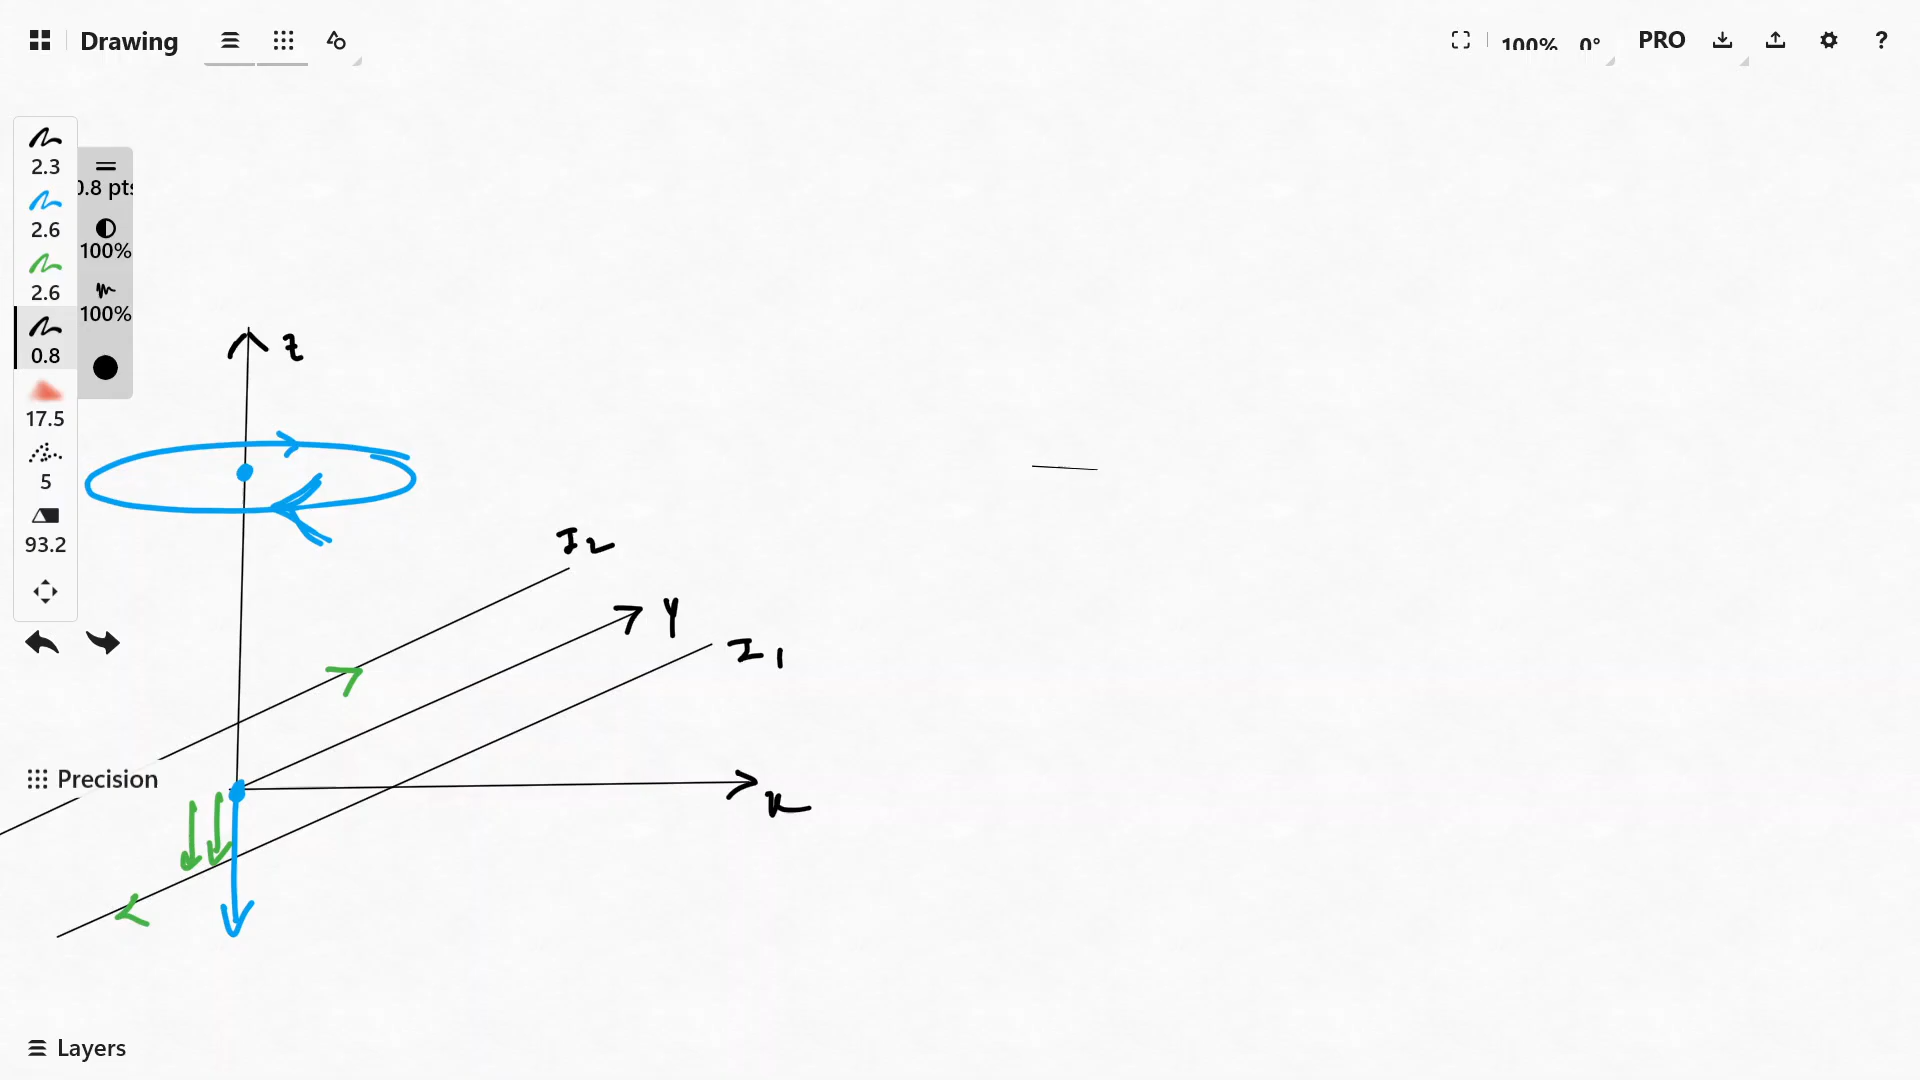 Drawing
100% 0° PRO ?
2.3
0.8 pts
2.6
100%
2.6
100%
0.8
17.5
5
93.2
z
I2
Y
I1
Precision
x
Layers